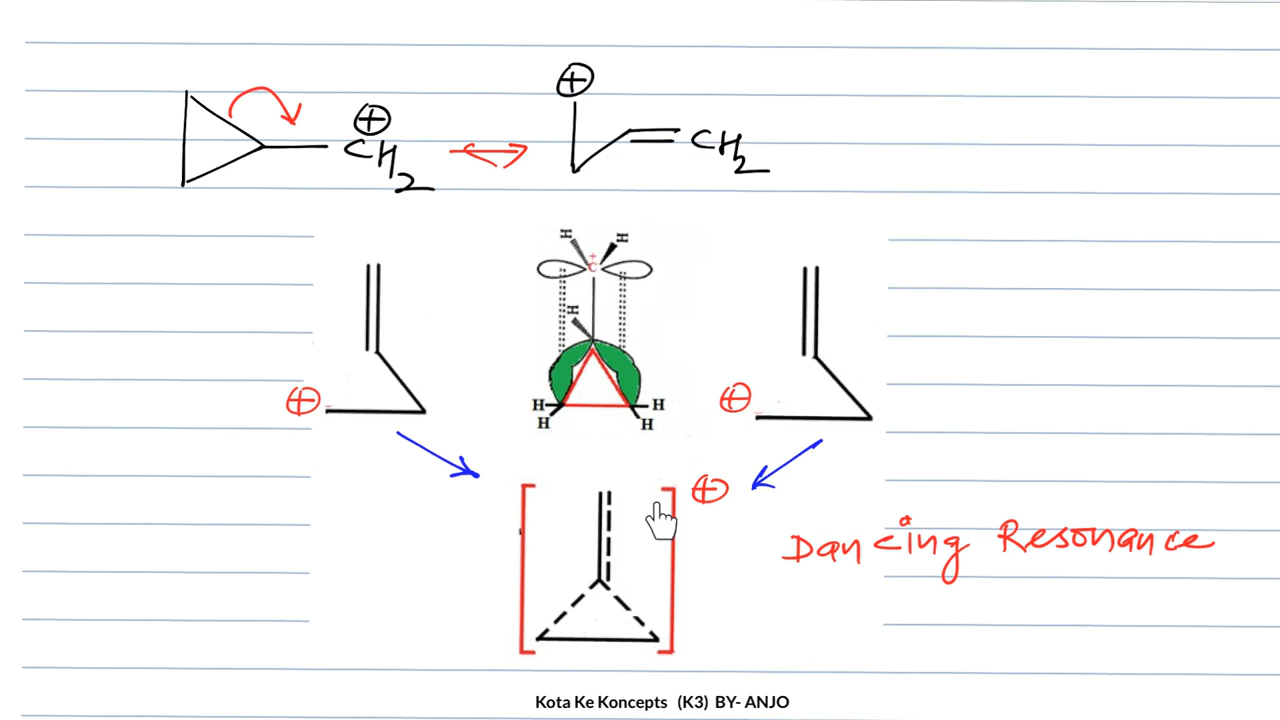 ⊕ ⊕
CH2 CH2
H H
+
C
H
⊕ ⊕
H H
H H
⊕
Dancing Resonance
Kota Ke Koncepts (K3) BY- ANJO